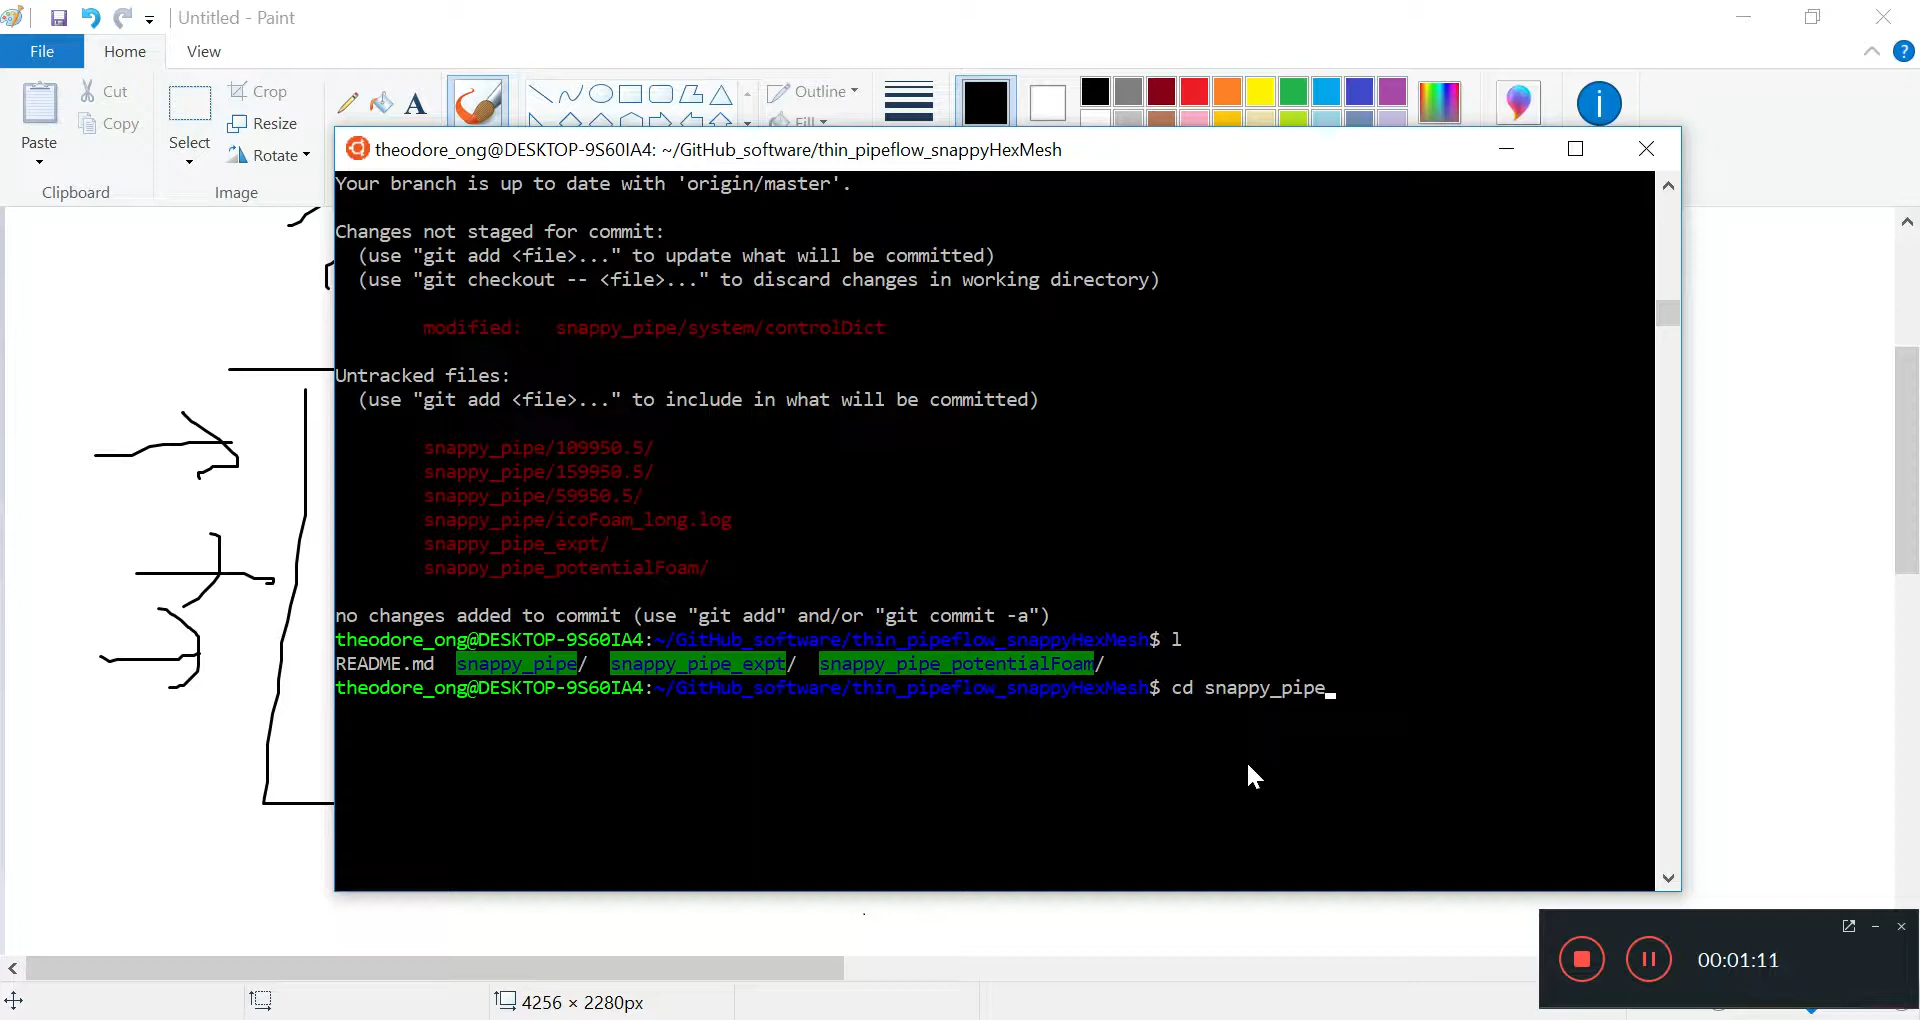 Untitled - Paint
File Home View
Paste
Cut
Copy
Clipboard
Select
Crop
Resize
Rotate
Image
A
Outline
Fill
theodore_ong@DESKTOP-9S60IA4: ~/GitHub_software/thin_pipeflow_snappyHexMesh
Your branch is up to date with 'origin/master'.
Changes not staged for commit:
(use "git add <file>..." to update what will be committed)
(use "git checkout -- <file>..." to discard changes in working directory)
modified: snappy_pipe/system/controlDict
Untracked files:
(use "git add <file>..." to include in what will be committed)
snappy_pipe/109950.5/
snappy_pipe/159950.5/
snappy_pipe/59950.5/
snappy_pipe/icoFoam_long.log
snappy_pipe_expt/
snappy_pipe_potentialFoam/
no changes added to commit (use "git add" and/or "git commit -a")
theodore_ong@DESKTOP-9S60IA4:~/GitHub_software/thin_pipeflow_snappyHexMesh$ l
README.md snappy_pipe/ snappy_pipe_expt/ snappy_pipe_potentialFoam/
theodore_ong@DESKTOP-9S60IA4:~/GitHub_software/thin_pipeflow_snappyHexMesh$ cd snappy_pipe
00:01:11
4256 × 2280px